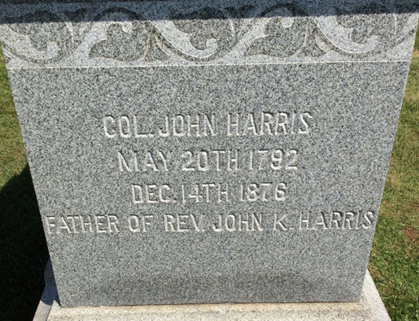 COL. JOHN HARRIS
MAY 20TH 1792
DEC. 14TH 1876
FATHER OF REV. JOHN K. HARRIS